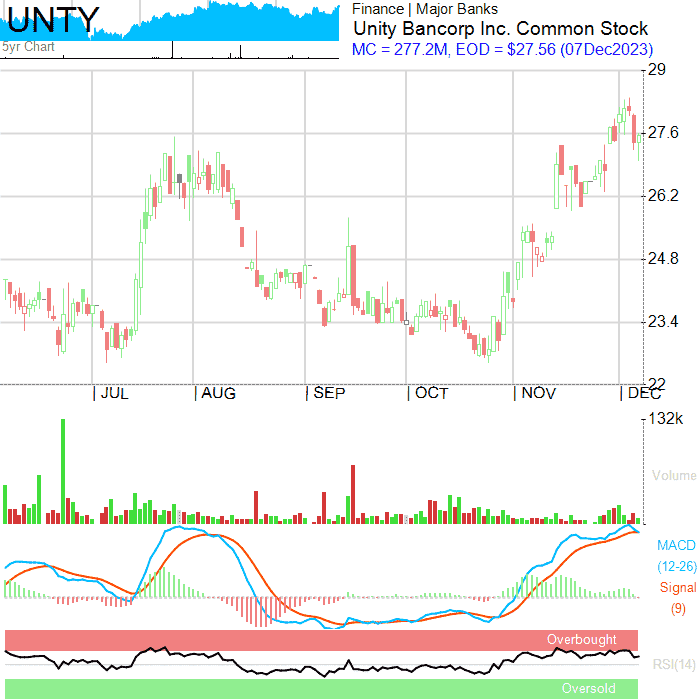 UNTY
5yr Chart
Finance | Major Banks
Unity Bancorp Inc. Common Stock
MC = 277.2M, EOD = $27.56 (07Dec2023)
29
27.6
26.2
24.8
23.4
22
JUL AUG SEP OCT NOV DEC
132k
Volume
MACD
(12-26)
Signal
(9)
Overbought
RSI(14)
Oversold